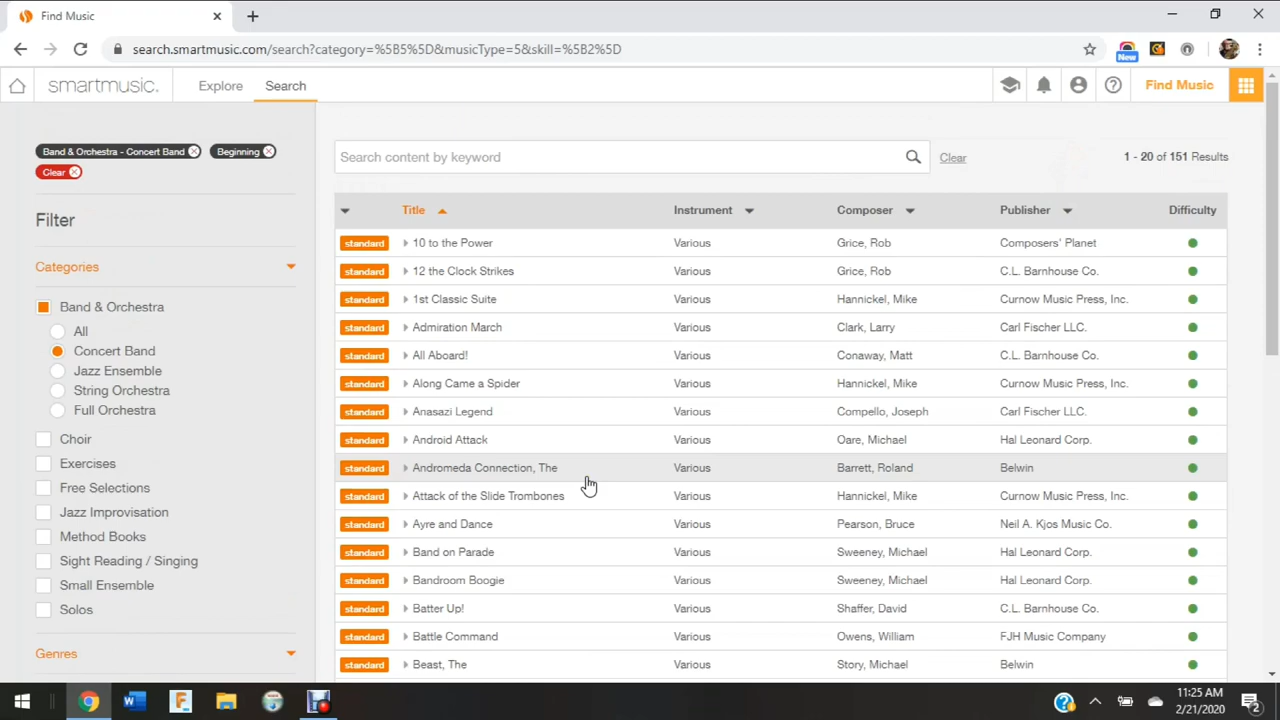 Find Music
search.smartmusic.com/search?category=%5B5%5D&musicType=5&skill=%5B2%5D
New
smartmusic.
Explore
Search
Find Music
Band & Orchestra - Concert Band
Beginning
Clear
Search content by keyword
Clear
1 - 20 of 151 Results
Filter
Categories
Band & Orchestra
All
Concert Band
Jazz Ensemble
String Orchestra
Full Orchestra
Choir
Exercises
Free Selections
Jazz Improvisation
Method Books
Sight Reading / Singing
Small Ensemble
Solos
Genres
Title Instrument Composer Publisher Difficulty
standard 10 to the Power Various Grice, Rob Composers' Planet
standard 12 the Clock Strikes Various Grice, Rob C.L. Barnhouse Co.
standard 1st Classic Suite Various Hannickel, Mike Curnow Music Press, Inc.
standard Admiration March Various Clark, Larry Carl Fischer LLC.
standard All Aboard! Various Conaway, Matt C.L. Barnhouse Co.
standard Along Came a Spider Various Hannickel, Mike Curnow Music Press, Inc.
standard Anasazi Legend Various Compello, Joseph Carl Fischer LLC.
standard Android Attack Various Oare, Michael Hal Leonard Corp.
standard Andromeda Connection, The Various Barrett, Roland Belwin
standard Attack of the Slide Trombones Various Hannickel, Mike Curnow Music Press, Inc.
standard Ayre and Dance Various Pearson, Bruce Neil A. Kjos Music Co.
standard Band on Parade Various Sweeney, Michael Hal Leonard Corp.
standard Bandroom Boogie Various Sweeney, Michael Hal Leonard Corp.
standard Batter Up! Various Shaffer, David C.L. Barnhouse Co.
standard Battle Command Various Owens, William FJH Music Company
standard Beast, The Various Story, Michael Belwin
11:25 AM
2/21/2020
2